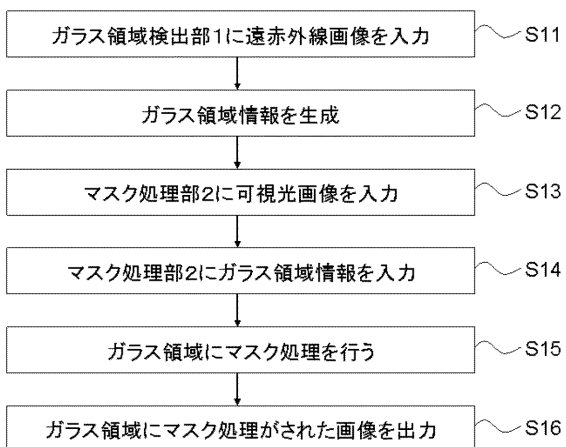 ガラス領域検出部1に遠赤外線画像を入力 S11
ガラス領域情報を生成 S12
マスク処理部2に可視光画像を入力 S13
マスク処理部2にガラス領域情報を入力 S14
ガラス領域にマスク処理を行う S15
ガラス領域にマスク処理がされた画像を出力 S16